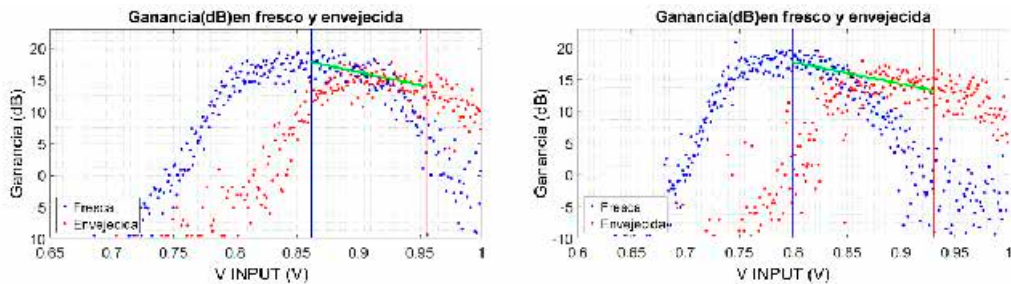 Ganancia(dB)en fresco y envejecida
20
15
10
5
0
5
10
Ganancia (dB)
Fresca
Envejecida
0.65 0.7 0.75 0.8 0.85 0.9 0.95 1
V INPUT (V)
Ganancia(dB)en fresco y envejecida
20
15
10
5
0
-5
-10
Ganancia (dB)
Fresca
Envejecida
0.6 0.65 0.7 0.75 0.8 0.85 0.9 0.95 1
V INPUT (V)